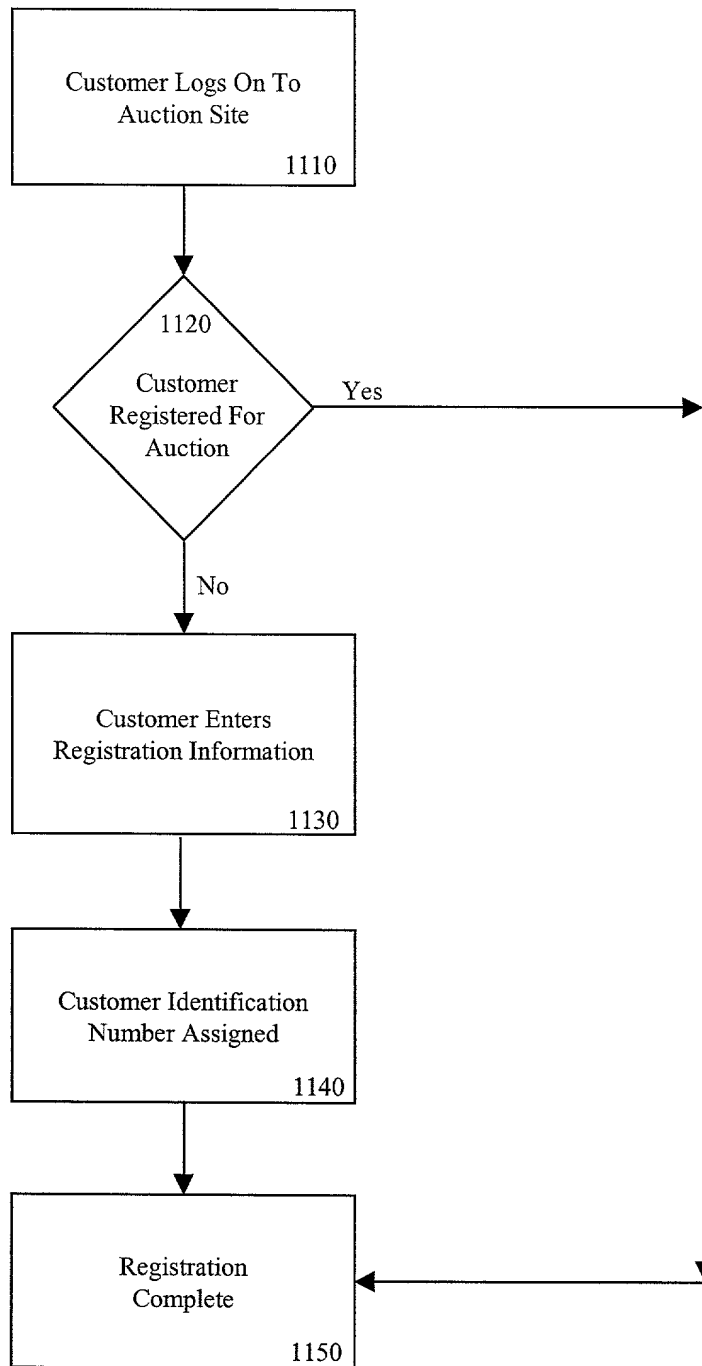 Customer Logs On To
Auction Site
1110
1120
Customer
Registered For
Auction
Yes
No
Customer Enters
Registration Information
1130
Customer Identification
Number Assigned
1140
Registration
Complete
1150